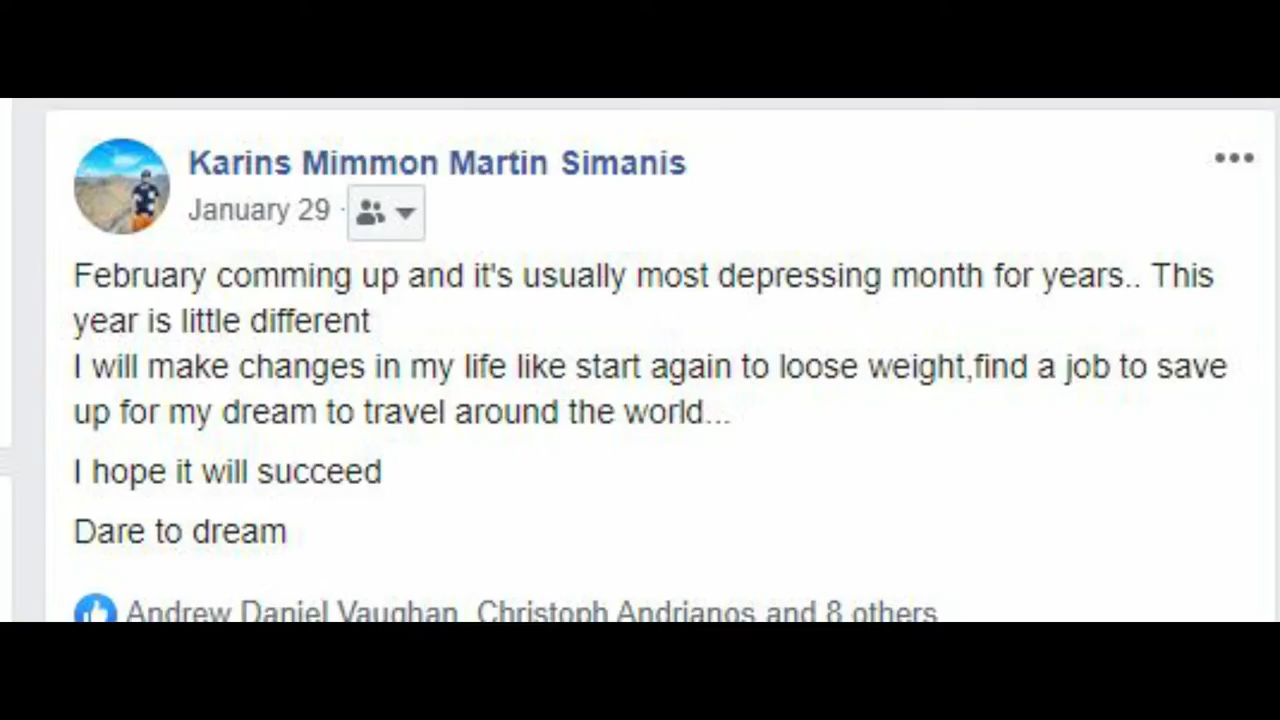 Karins Mimmon Martin Simanis
January 29 ·
February comming up and it's usually most depressing month for years.. This
year is little different
I will make changes in my life like start again to loose weight,find a job to save
up for my dream to travel around the world...
I hope it will succeed
Dare to dream
Andrew Daniel Vaughan, Christoph Andrianos and 8 others